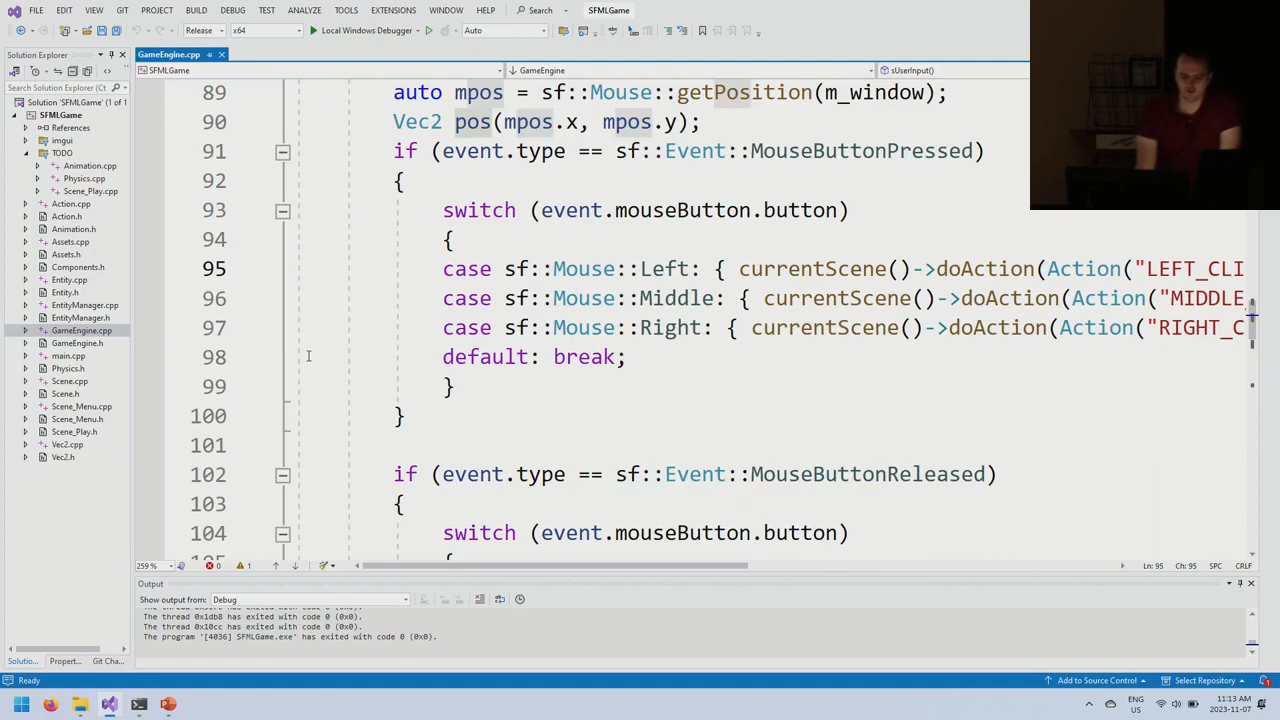 FILE EDIT VIEW GIT PROJECT BUILD DEBUG TEST ANALYZE TOOLS EXTENSIONS WINDOW HELP Search SFMLGame
Release x64 Local Windows Debugger Auto
Solution Explorer
Search Solution Explorer (Ctrl+
Solution 'SFMLGame' (1 of 1
SFMLGame
References
imgui
TODO
Animation.cpp
Physics.cpp
Scene_Play.cpp
Action.cpp
Action.h
Animation.h
Assets.cpp
Assets.h
Components.h
Entity.cpp
Entity.h
EntityManager.cpp
EntityManager.h
GameEngine.cpp
GameEngine.h
main.cpp
Physics.h
Scene.cpp
Scene.h
Scene_Menu.cpp
Scene_Menu.h
Scene_Play.h
Vec2.cpp
Vec2.h
Solutio... Propert... Git Cha...
GameEngine.cpp
SFMLGame GameEngine sUserInput()
89 auto mpos = sf::Mouse::getPosition(m_window);
90 Vec2 pos(mpos.x, mpos.y);
91 if (event.type == sf::Event::MouseButtonPressed)
92 {
93 switch (event.mouseButton.button)
94 {
95 case sf::Mouse::Left: { currentScene()->doAction(Action("LEFT_CLI
96 case sf::Mouse::Middle: { currentScene()->doAction(Action("MIDDLE
97 case sf::Mouse::Right: { currentScene()->doAction(Action("RIGHT_C
98 default: break;
99 }
100 }
101
102 if (event.type == sf::Event::MouseButtonReleased)
103 {
104 switch (event.mouseButton.button)
259 % 0 1 Ln: 95 Ch: 95 SPC CRLF
Output
Show output from: Debug
The thread 0x1db8 has exited with code 0 (0x0).
The thread 0x10cc has exited with code 0 (0x0).
The program '[4036] SFMLGame.exe' has exited with code 0 (0x0).
Ready Add to Source Control Select Repository 1
ENG
US
11:13 AM
2023-11-07